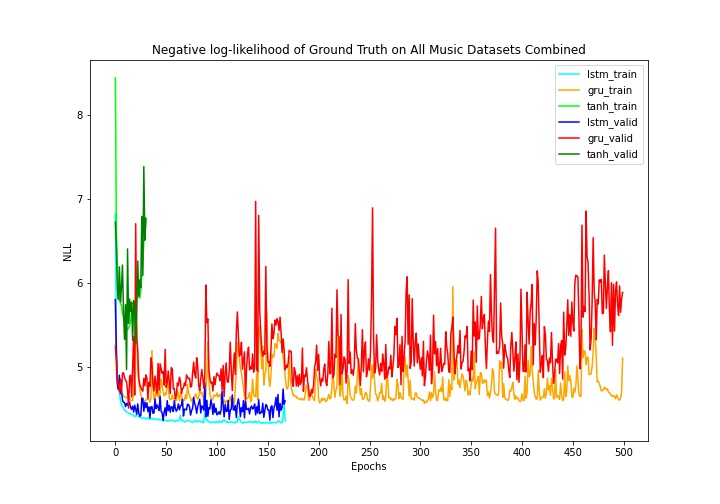 Negative log-likelihood of Ground Truth on All Music Datasets Combined
lstm_train
gru_train
tanh_train
lstm_valid
gru_valid
tanh_valid
8
7
6
5
NLL
0 50 100 150 200 250 300 350 400 450 500
Epochs